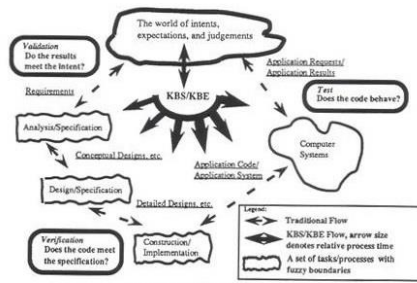 The world of intents,
expectations, and judgements
Validation
Do the results
meet the Intent?
Application Requests/
Application Results
Requirements
KBS/KBE
Test
Does the code behave?
Analysis/Specification
Conceptual Designs, etc.
Application Code/
Application System
Computer
Systems
Design/Specification
Detailed Designs, etc.
Verification
Does the code meet
the specification?
Construction/
Implementation
Legend:
Traditional Flow
KBS/KBE Flow, arrow size
denotes relative process time
A set of tasks/processes with
fuzzy boundaries